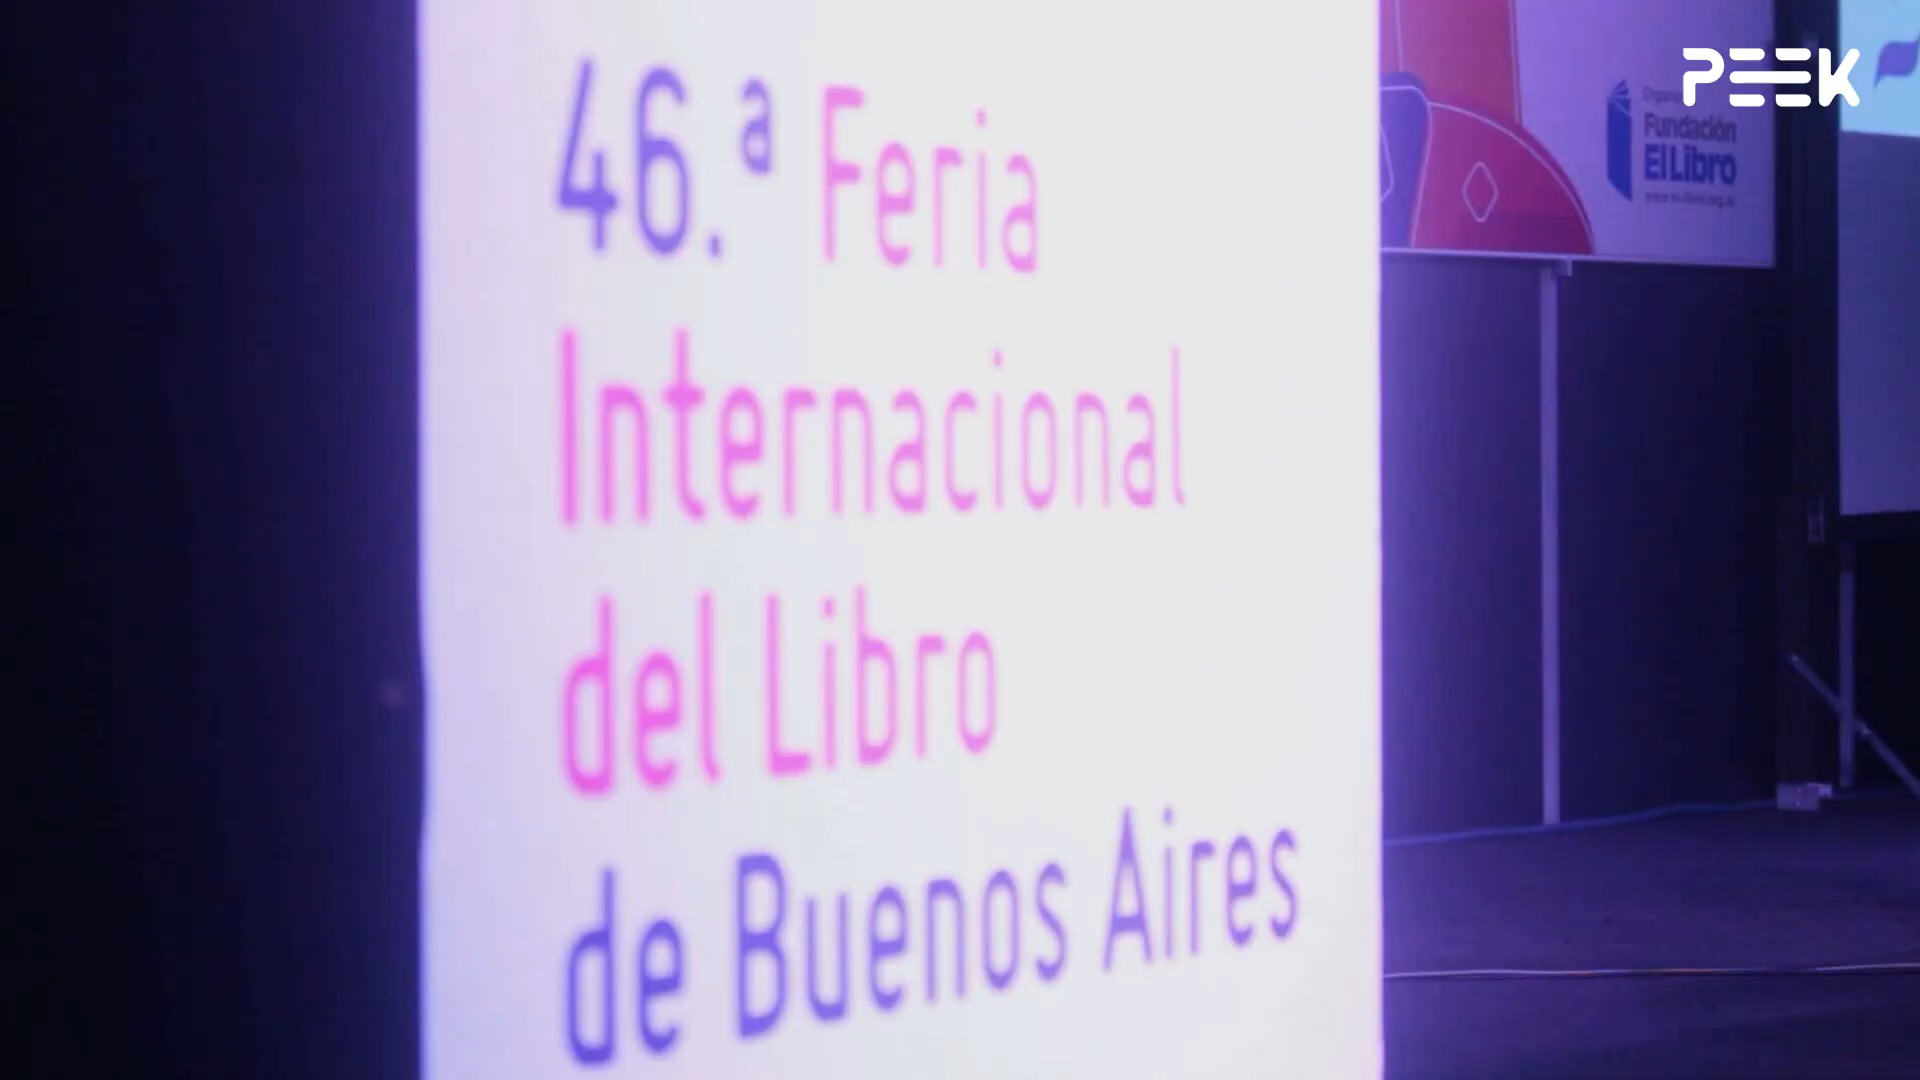 46.ª Feria
Internacional
del Libro
de Buenos Aires
PEEK
Fundación
El Libro